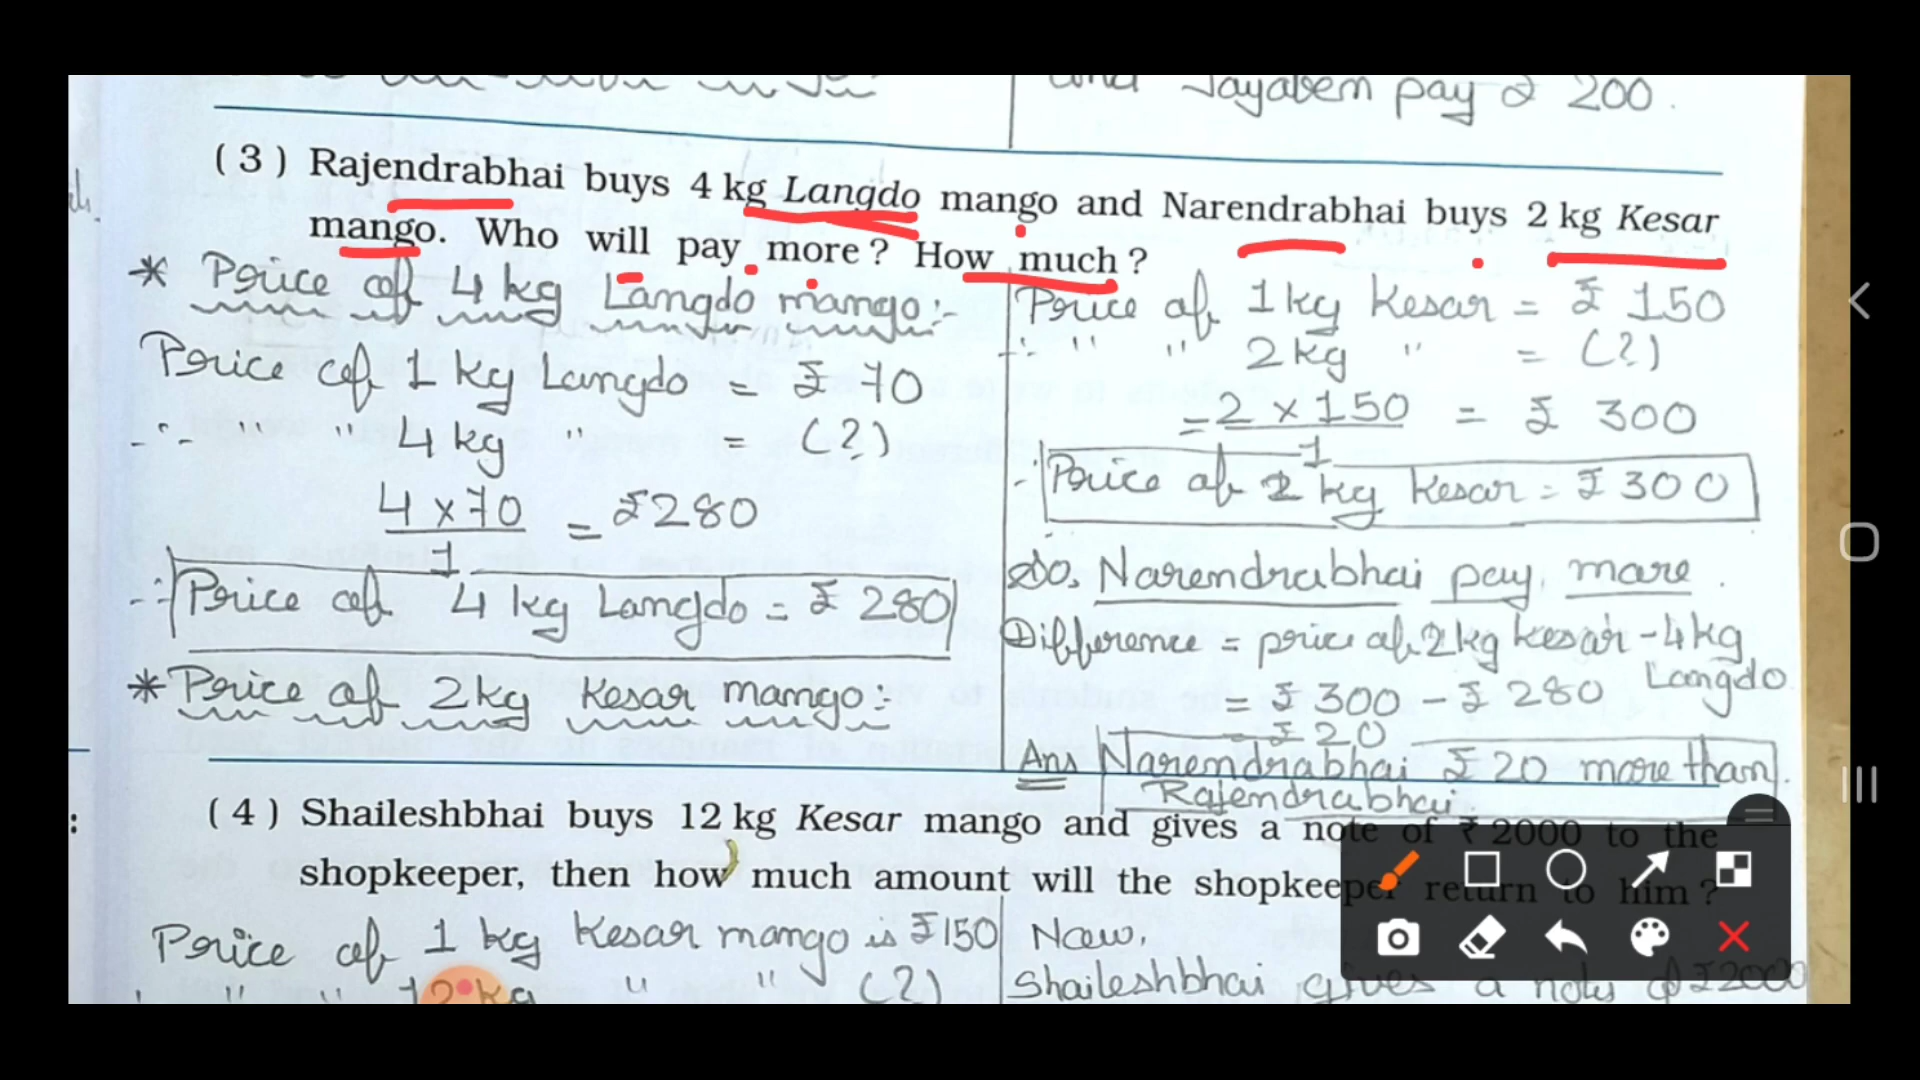 and Jayaben pay ₹ 200.
( 3 ) Rajendrabhai buys 4 kg Langdo mango and Narendrabhai buys 2 kg Kesar
mango. Who will pay more ? How much ?
* Price of 4 kg Langdo mango:-
Price of 1 kg Langdo = ₹ 70
∴ " " 4 kg " = (?)
4 × 70
1
= ₹280
∴ Price of 4 kg Langdo = ₹ 280
* Price of 2 kg Kesar mango:-
Price of 1 kg Kesar = ₹ 150
∴ " " 2 kg " = (?)
= 2 × 150 = ₹ 300
1
∴ Price of 2 kg Kesar = ₹ 300
So, Narendrabhai pay, more.
Difference = price of 2 kg Kesar - 4 kg
Langdo
= ₹ 300 - ₹ 280
= ₹ 20
Ans Narendrabhai ₹ 20 more than
Rajendrabhai
( 4 ) Shaileshbhai buys 12 kg Kesar mango and gives a note of ₹ 2000 to the
shopkeeper, then how much amount will the shopkeeper return to him ?
Price of 1 kg Kesar mango is ₹150
" " 12 kg " " (?)
Now,
Shaileshbhai gives a note of ₹2000